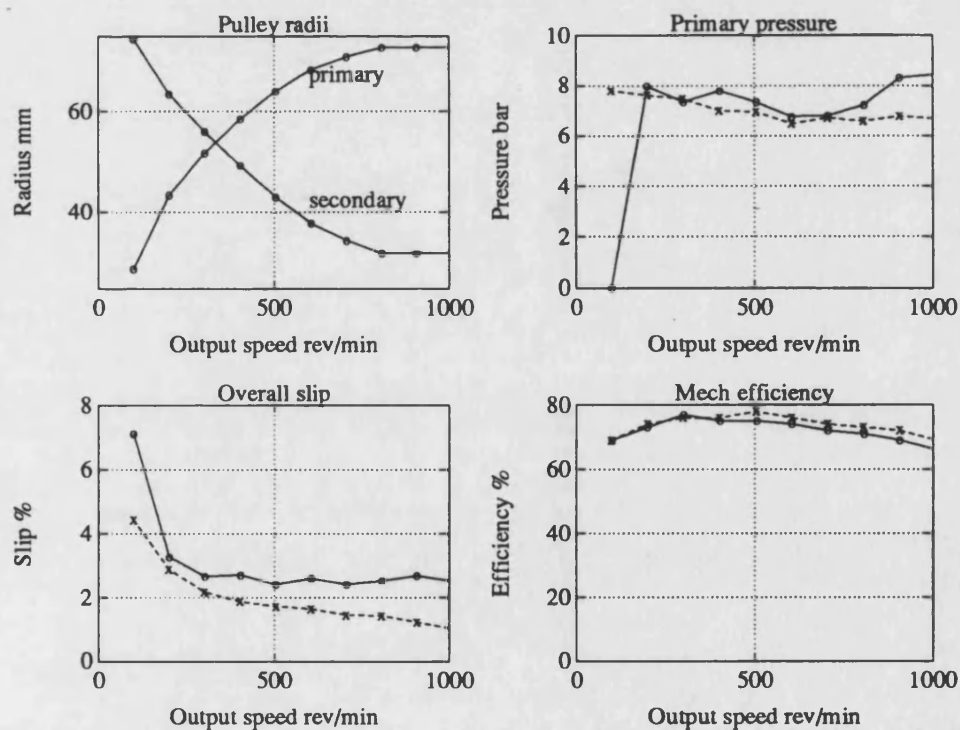 Pulley radii
Radius mm
60
40
primary
secondary
0
500
1000
Output speed rev/min
Primary pressure
Pressure bar
10
8
6
4
2
0
0
500
1000
Output speed rev/min
Overall slip
Slip %
8
6
4
2
0
0
500
1000
Output speed rev/min
Mech efficiency
Efficiency %
80
60
40
20
0
0
500
1000
Output speed rev/min